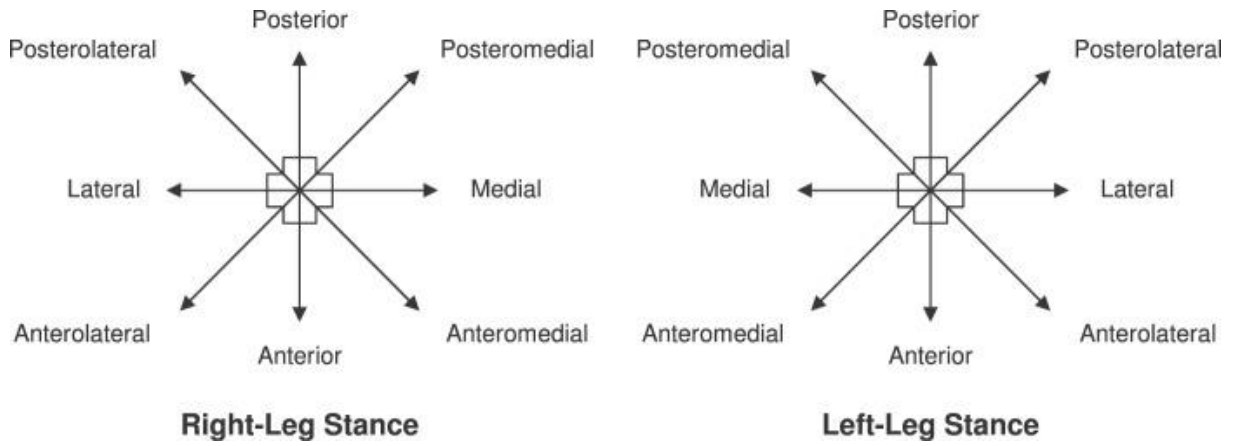 Posterior
Posterolateral
Posteromedial
Lateral
Medial
Anterolateral
Anteromedial
Anterior
Right-Leg Stance
Posterior
Posteromedial
Posterolateral
Medial
Lateral
Anteromedial
Anterolateral
Anterior
Left-Leg Stance